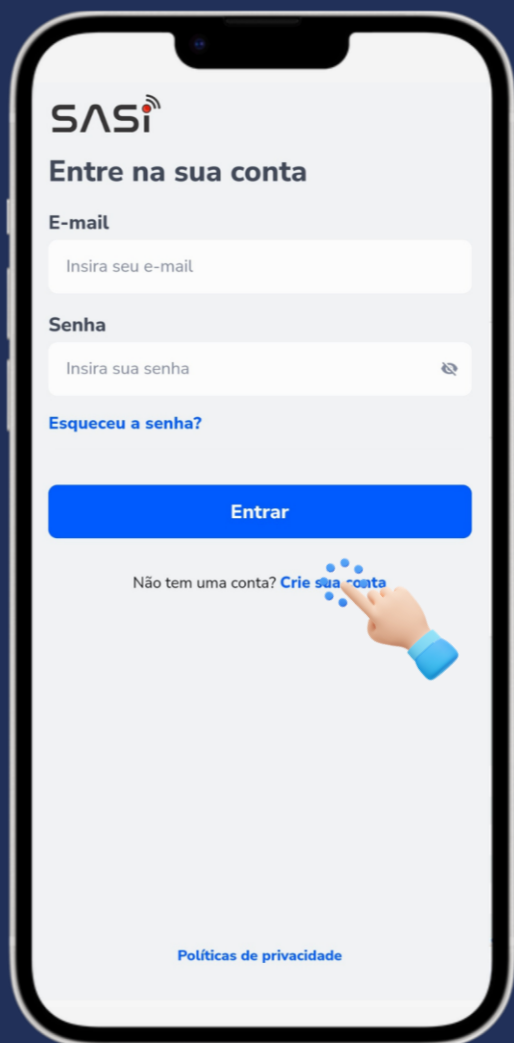 SASi
Entre na sua conta
E-mail
Insira seu e-mail
Senha
Insira sua senha
Esqueceu a senha?
Entrar
Não tem uma conta? Crie sua conta
Políticas de privacidade